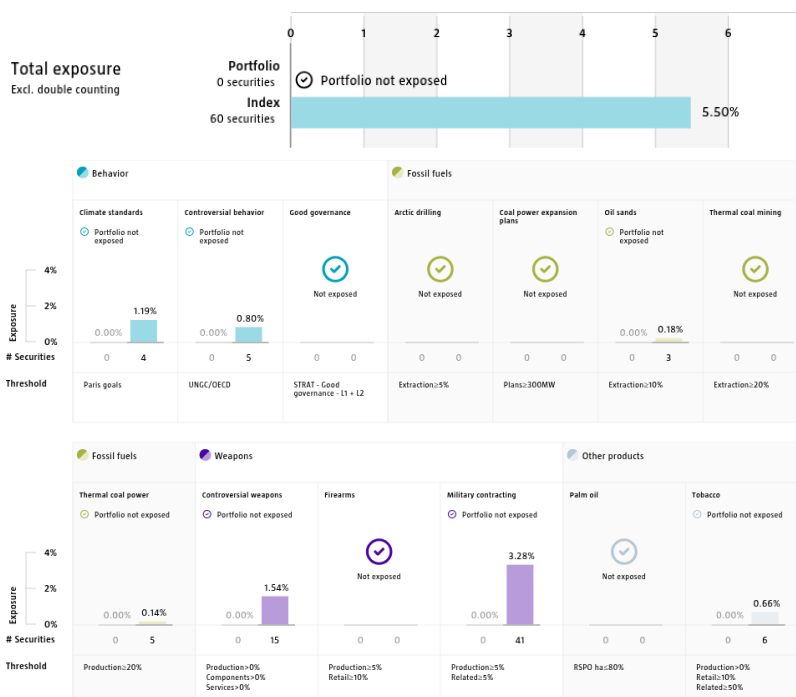 0 1 2 3 4 5 6
Total exposure
Excl. double counting
Portfolio
0 securities
Portfolio not exposed
Index
60 securities
5.50%
Behavior
Fossil fuels
Climate standards
Portfolio not
exposed
Controversial behavior
Portfolio not
exposed
Good governance
Not exposed
Arctic drilling
Not exposed
Coal power expansion
plans
Not exposed
Oil sands
Portfolio not
exposed
Thermal coal mining
Not exposed
Exposure
4%
2%
0%
0.00% 1.19%
0.00% 0.80%
0.00% 0.18%
# Securities 0 4 0 5 0 0 0 0 0 0 0 3 0 0
Threshold
Paris goals
UNGC/OECD
STRAT - Good
governance - L1 + L2
Extraction≥5%
Plans≥300MW
Extraction≥10%
Extraction≥20%
Fossil fuels
Weapons
Other products
Thermal coal power
Portfolio not exposed
Controversial weapons
Portfolio not exposed
Firearms
Not exposed
Military contracting
Portfolio not exposed
Palm oil
Not exposed
Tobacco
Portfolio not exposed
Exposure
4%
2%
0%
0.00% 0.14%
0.00% 1.54%
0.00% 3.28%
0.00% 0.66%
# Securities 0 5 0 15 0 0 0 41 0 0 0 6
Threshold
Production≥20%
Production>0%
Components>0%
Services>0%
Production≥5%
Retail≥10%
Production≥5%
Related≥5%
RSPO ha≤80%
Production>0%
Retail≥10%
Related≥50%